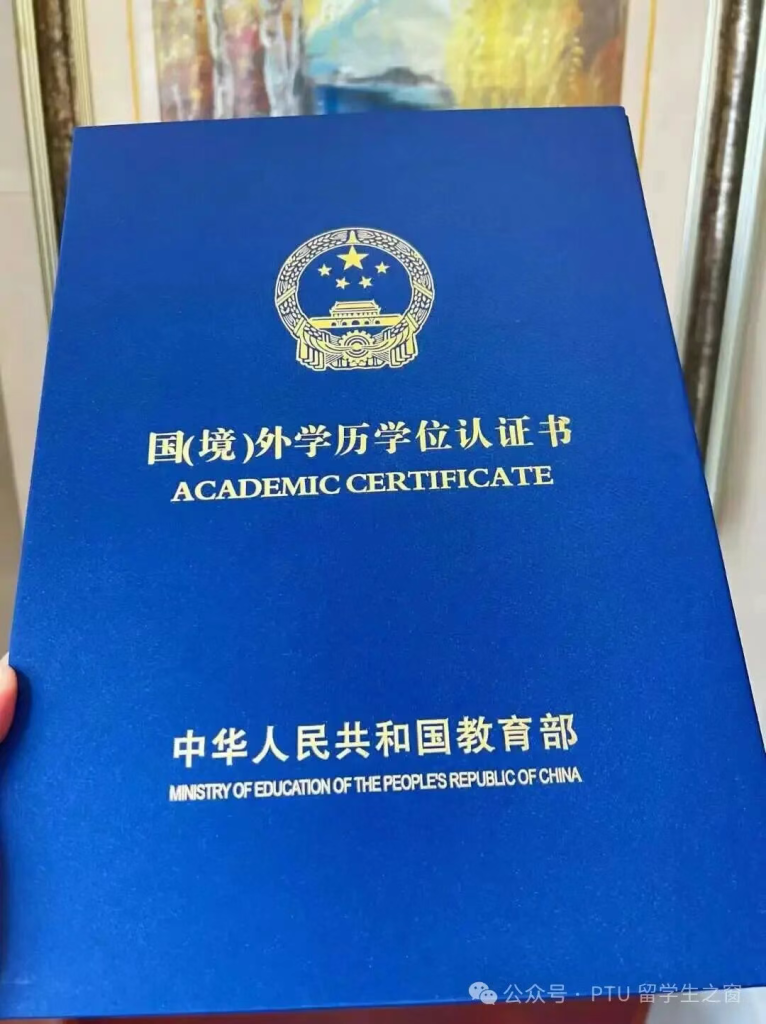 国(境)外学历学位认证书
ACADEMIC CERTIFICATE
中华人民共和国教育部
MINISTRY OF EDUCATION OF THE PEOPLE'S REPUBLIC OF CHINA
公众号 · PTU 留学生之窗